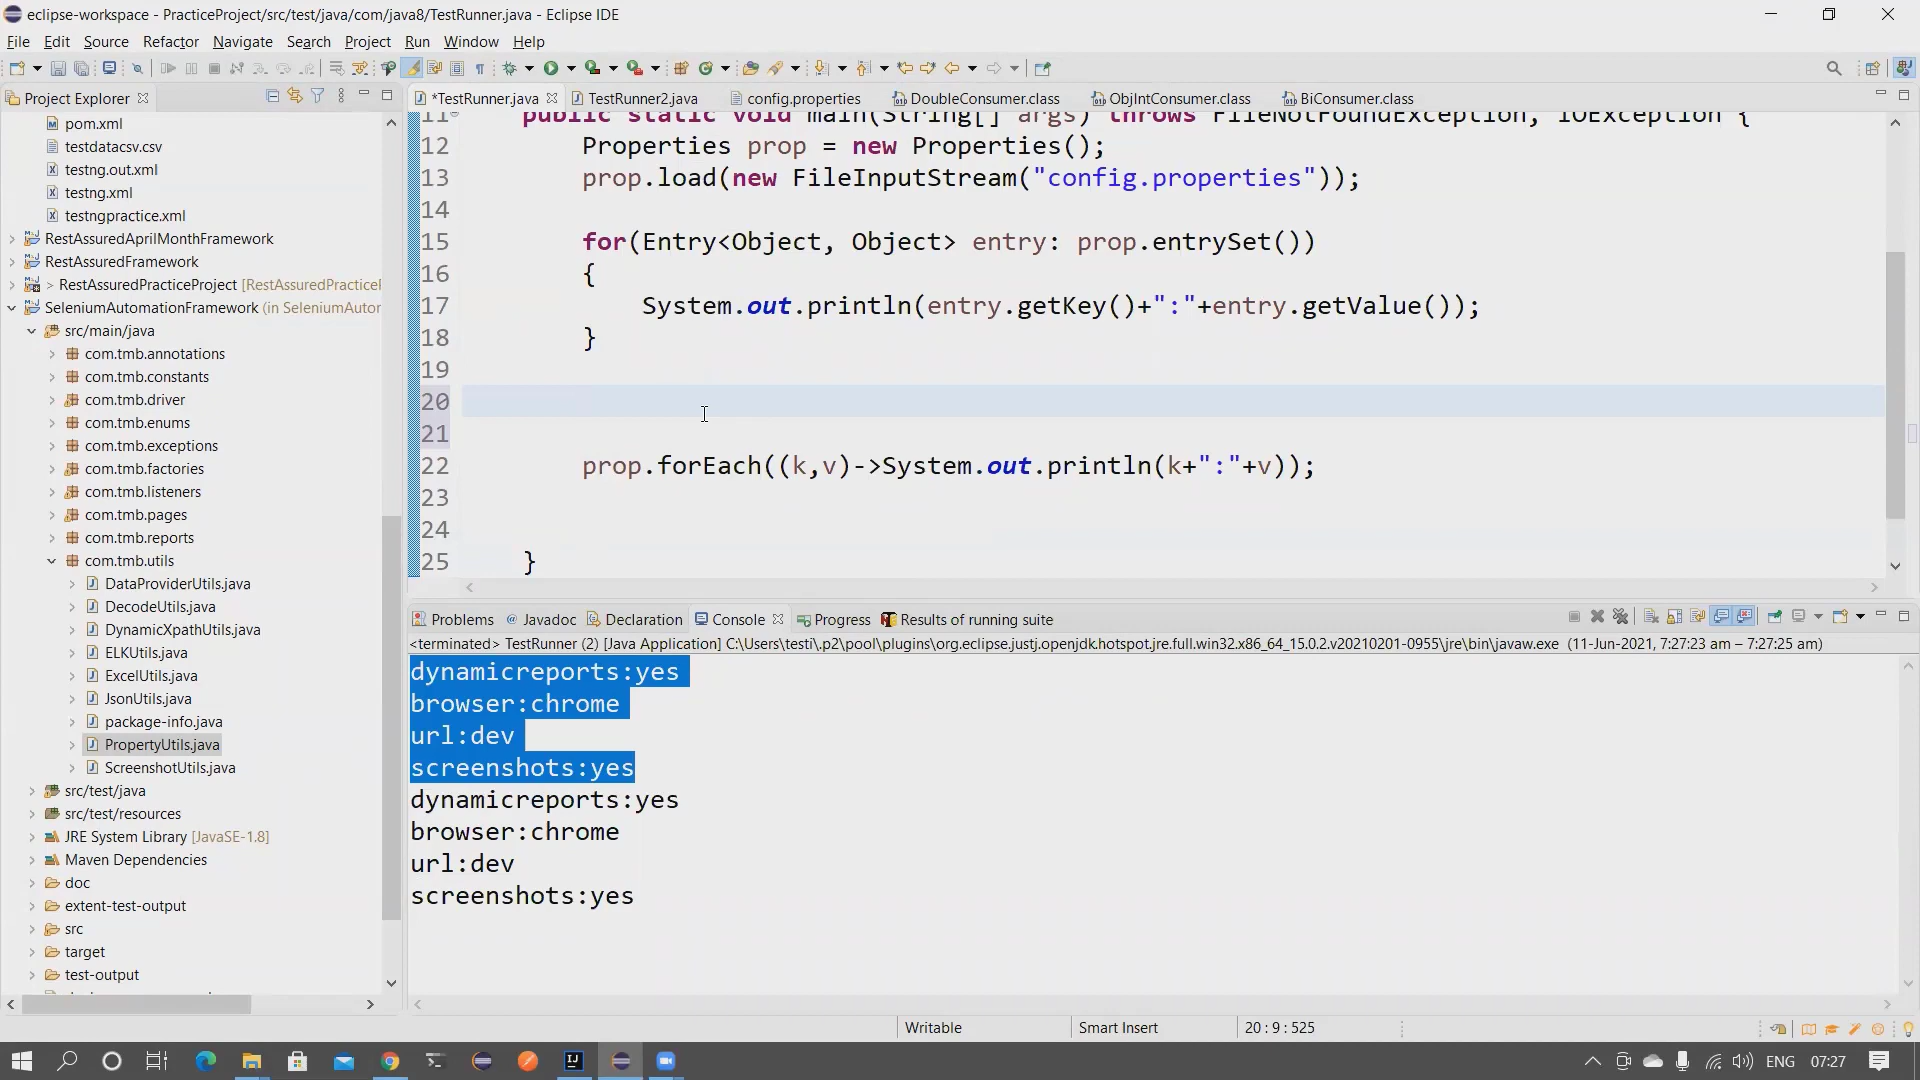 eclipse-workspace - PracticeProject/src/test/java/com/java8/TestRunner.java - Eclipse IDE
File Edit Source Refactor Navigate Search Project Run Window Help
Project Explorer
pom.xml
testdatacsv.csv
testng.out.xml
testng.xml
testngpractice.xml
RestAssuredAprilMonthFramework
RestAssuredFramework
> RestAssuredPracticeProject [RestAssuredPracticeF
SeleniumAutomationFramework (in SeleniumAutor
src/main/java
com.tmb.annotations
com.tmb.constants
com.tmb.driver
com.tmb.enums
com.tmb.exceptions
com.tmb.factories
com.tmb.listeners
com.tmb.pages
com.tmb.reports
com.tmb.utils
DataProviderUtils.java
DecodeUtils.java
DynamicXpathUtils.java
ELKUtils.java
ExcelUtils.java
JsonUtils.java
package-info.java
PropertyUtils.java
ScreenshotUtils.java
src/test/java
src/test/resources
JRE System Library [JavaSE-1.8]
Maven Dependencies
doc
extent-test-output
src
target
test-output
*TestRunner.java TestRunner2.java config.properties DoubleConsumer.class ObjIntConsumer.class BiConsumer.class
11 public static void main(String[] args) throws FileNotFoundException, IOException {
12 Properties prop = new Properties();
13 prop.load(new FileInputStream("config.properties"));
14
15 for(Entry<Object, Object> entry: prop.entrySet())
16 {
17 System.out.println(entry.getKey()+":"+entry.getValue());
18 }
19
20
21
22 prop.forEach((k,v)->System.out.println(k+":"+v));
23
24
25 }
Problems @ Javadoc Declaration Console Progress Results of running suite
<terminated> TestRunner (2) [Java Application] C:\Users\testi\.p2\pool\plugins\org.eclipse.justj.openjdk.hotspot.jre.full.win32.x86_64_15.0.2.v20210201-0955\jre\bin\javaw.exe (11-Jun-2021, 7:27:23 am – 7:27:25 am)
dynamicreports:yes
browser:chrome
url:dev
screenshots:yes
dynamicreports:yes
browser:chrome
url:dev
screenshots:yes
Writable Smart Insert 20 : 9 : 525
ENG 07:27